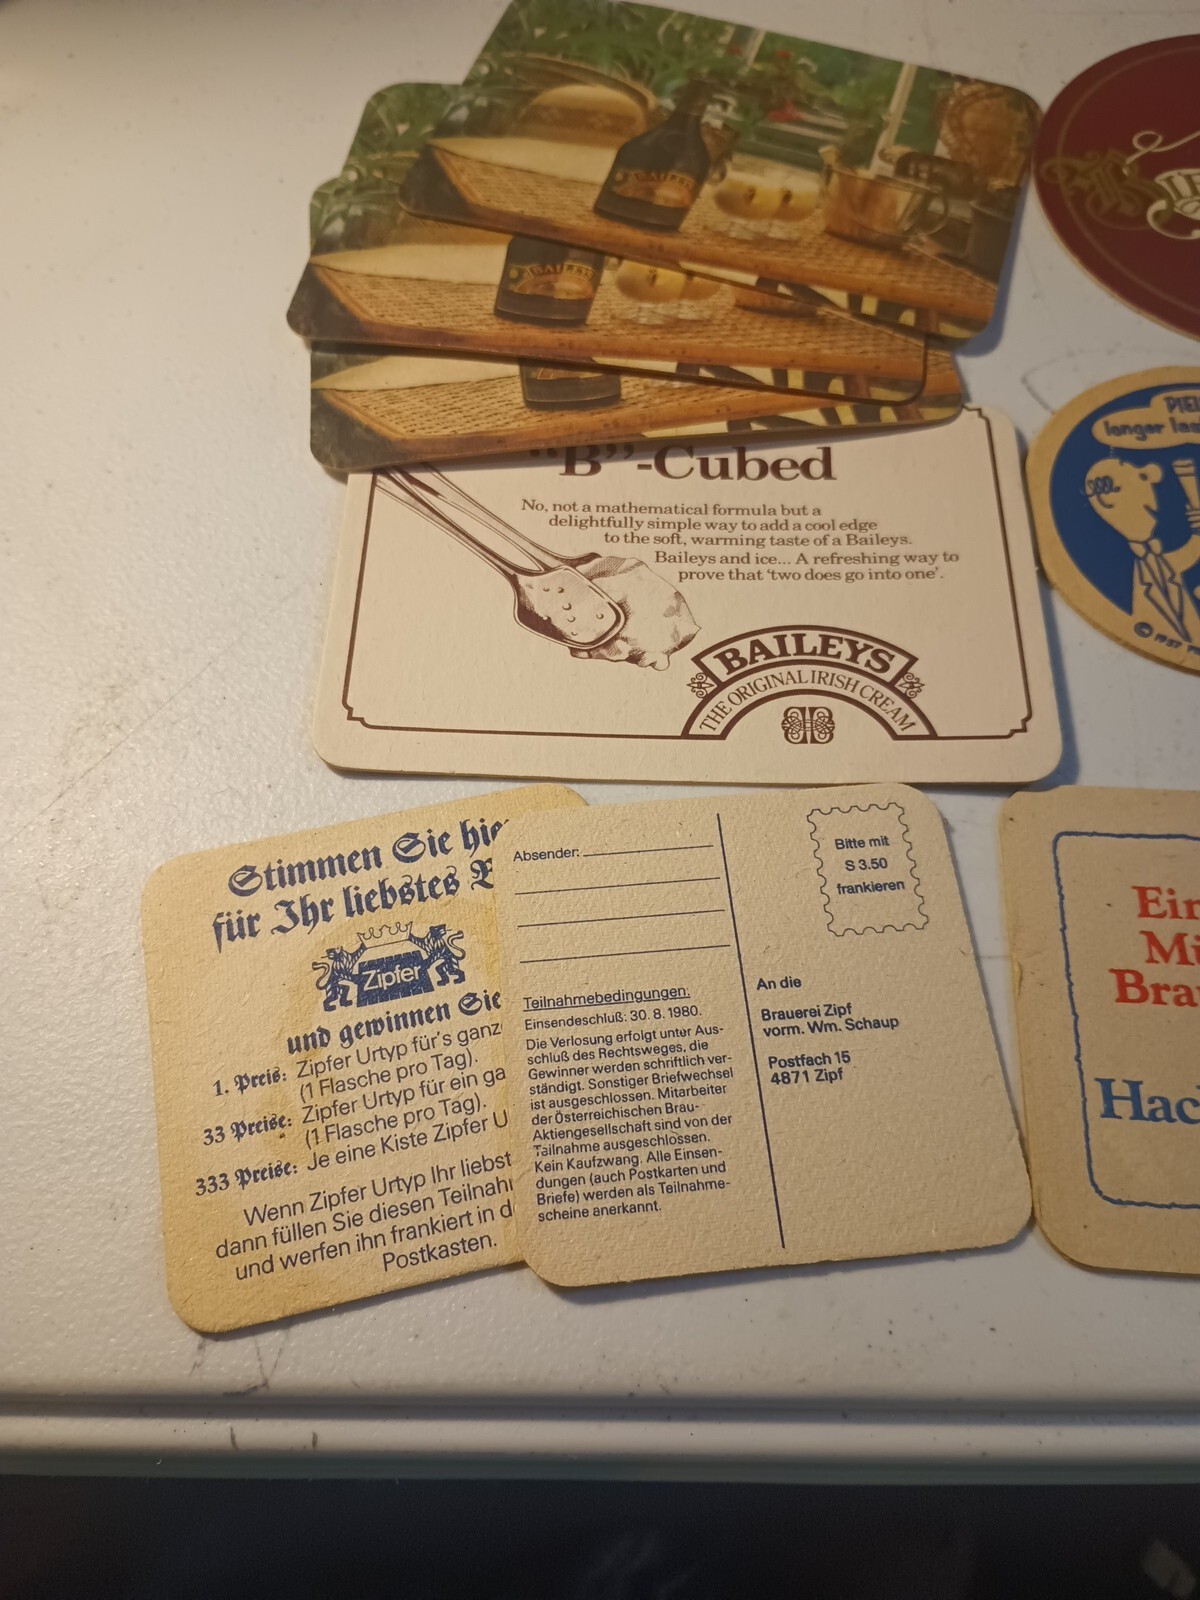 BAILEYS
BAILEYS
"B"-Cubed
No, not a mathematical formula but a
delightfully simple way to add a cool edge
to the soft, warming taste of a Baileys.
Baileys and ice... A refreshing way to
prove that 'two does go into one'.
BAILEYS
THE ORIGINAL IRISH CREAM
longer
© 1957
Stimmen Sie hie
für Ihr liebstes
Zipfer
und gewinnen Sie
1. Preis: Zipfer Urtyp für's ganz
(1 Flasche pro Tag).
33 Preise: Zipfer Urtyp für ein ga
(1 Flasche pro Tag).
333 Preise: Je eine Kiste Zipfer U
Wenn Zipfer Urtyp Ihr liebst
dann füllen Sie diesen Teilnah
und werfen ihn frankiert in d
Postkasten.
Absender:
Bitte mit
S 3.50
frankieren
Teilnahmebedingungen:
Einsendeschluß: 30. 8. 1980.
Die Verlosung erfolgt unter Aus-
schluß des Rechtsweges, die
Gewinner werden schriftlich ver-
ständigt. Sonstiger Briefwechsel
ist ausgeschlossen. Mitarbeiter
der Österreichischen Brau-
Aktiengesellschaft sind von der
Teilnahme ausgeschlossen.
Kein Kaufzwang. Alle Einsen-
dungen (auch Postkarten und
Briefe) werden als Teilnahme-
scheine anerkannt.
An die
Brauerei Zipf
vorm. Wm. Schaup
Postfach 15
4871 Zipf
Ein
Mü
Brau
Hac